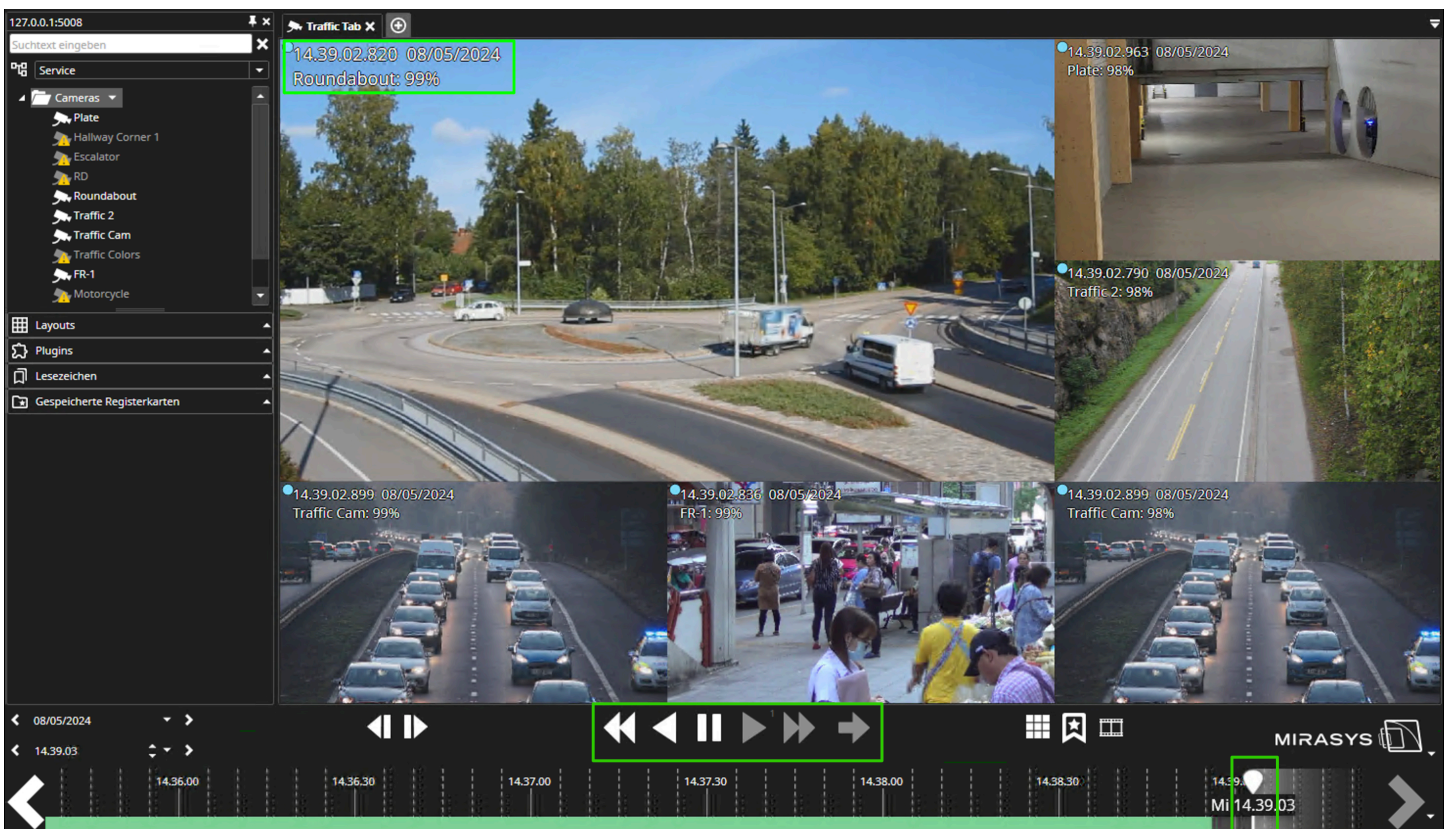 127.0.0.1:5008
Suchtext eingeben
Service
Cameras
Plate
Hallway Corner 1
Escalator
RD
Roundabout
Traffic 2
Traffic Cam
Traffic Colors
FR-1
Motorcycle
Layouts
Plugins
Lesezeichen
Gespeicherte Registerkarten
Traffic Tab
14.39.02.820 08/05/2024
Roundabout: 99%
14.39.02.963 08/05/2024
Plate: 98%
14.39.02.790 08/05/2024
Traffic 2: 98%
14.39.02.899 08/05/2024
Traffic Cam: 99%
14.39.02.836 08/05/2024
FR-1: 99%
14.39.02.899 08/05/2024
Traffic Cam: 98%
08/05/2024
14.39.03
1
MIRASYS
14.36.00 14.36.30 14.37.00 14.37.30 14.38.00 14.38.30
Mi 14.39.03